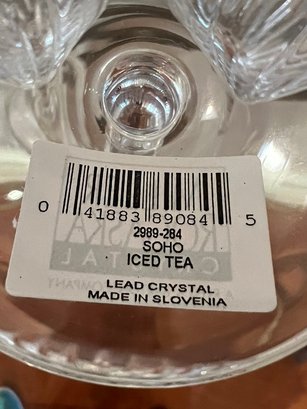 0 41883 89084 5
2989-284
SOHO
ICED TEA
LEAD CRYSTAL
MADE IN SLOVENIA